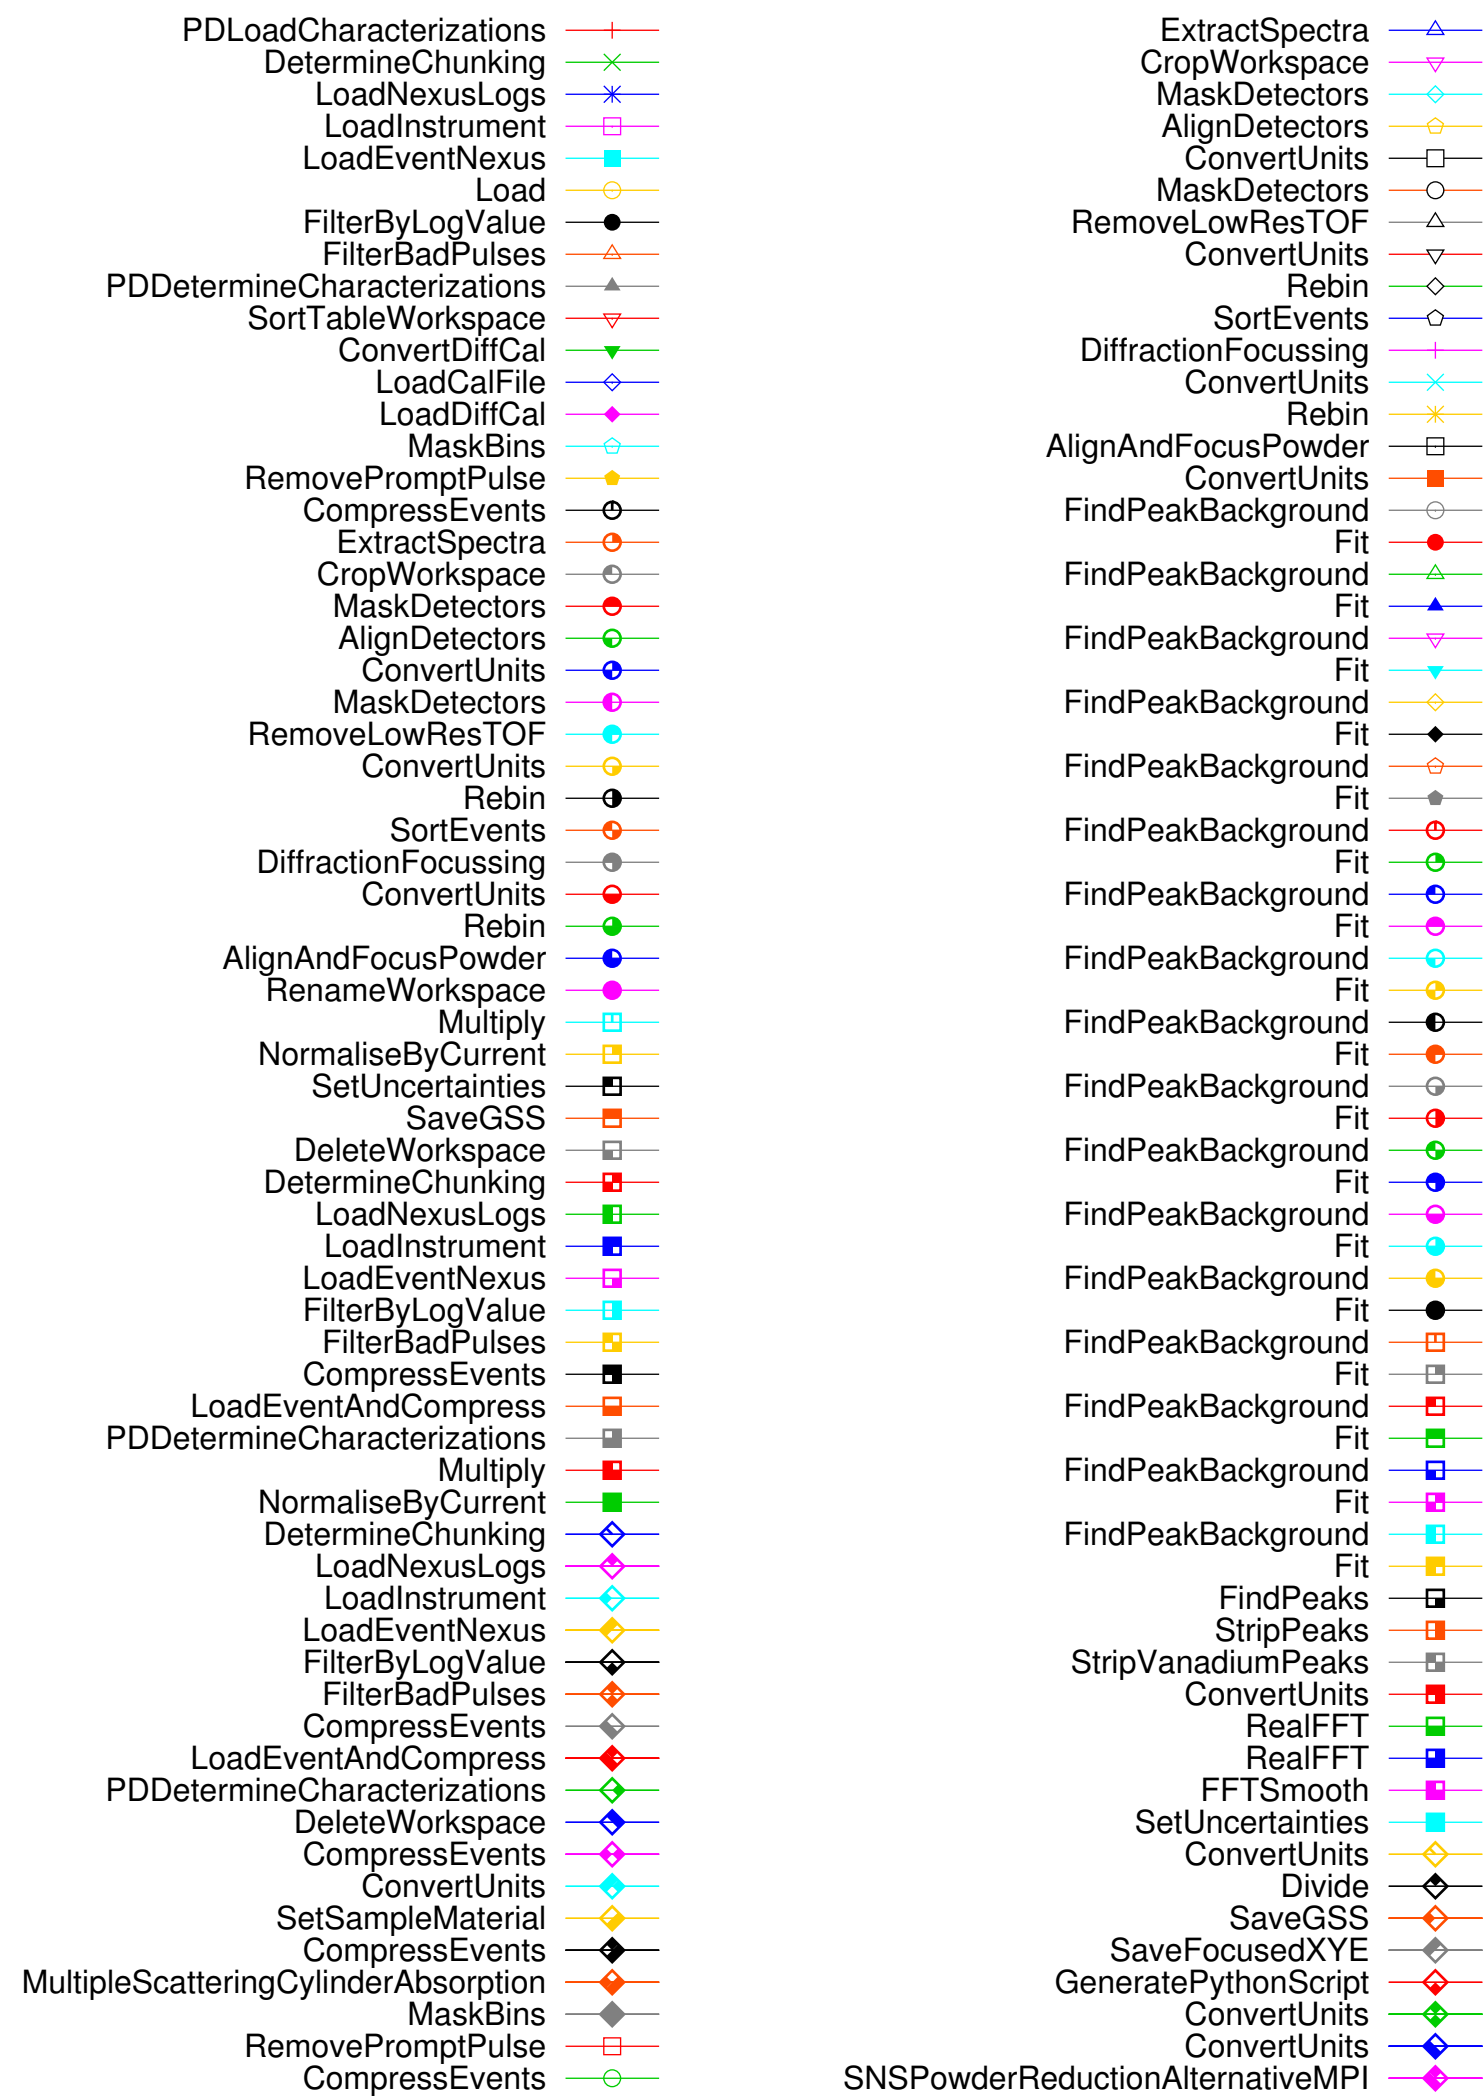 PDLoadCharacterizations
DetermineChunking
LoadNexusLogs
LoadInstrument
LoadEventNexus
Load
FilterByLogValue
FilterBadPulses
PDDetermineCharacterizations
SortTableWorkspace
ConvertDiffCal
LoadCalFile
LoadDiffCal
MaskBins
RemovePromptPulse
CompressEvents
ExtractSpectra
CropWorkspace
MaskDetectors
AlignDetectors
ConvertUnits
MaskDetectors
RemoveLowResTOF
ConvertUnits
Rebin
SortEvents
DiffractionFocussing
ConvertUnits
Rebin
AlignAndFocusPowder
RenameWorkspace
Multiply
NormaliseByCurrent
SetUncertainties
SaveGSS
DeleteWorkspace
DetermineChunking
LoadNexusLogs
LoadInstrument
LoadEventNexus
FilterByLogValue
FilterBadPulses
CompressEvents
LoadEventAndCompress
PDDetermineCharacterizations
Multiply
NormaliseByCurrent
DetermineChunking
LoadNexusLogs
LoadInstrument
LoadEventNexus
FilterByLogValue
FilterBadPulses
CompressEvents
LoadEventAndCompress
PDDetermineCharacterizations
DeleteWorkspace
CompressEvents
ConvertUnits
SetSampleMaterial
CompressEvents
MultipleScatteringCylinderAbsorption
MaskBins
RemovePromptPulse
CompressEvents
ExtractSpectra
CropWorkspace
MaskDetectors
AlignDetectors
ConvertUnits
MaskDetectors
RemoveLowResTOF
ConvertUnits
Rebin
SortEvents
DiffractionFocussing
ConvertUnits
Rebin
AlignAndFocusPowder
ConvertUnits
FindPeakBackground
Fit
FindPeakBackground
Fit
FindPeakBackground
Fit
FindPeakBackground
Fit
FindPeakBackground
Fit
FindPeakBackground
Fit
FindPeakBackground
Fit
FindPeakBackground
Fit
FindPeakBackground
Fit
FindPeakBackground
Fit
FindPeakBackground
Fit
FindPeakBackground
Fit
FindPeakBackground
Fit
FindPeakBackground
Fit
FindPeakBackground
Fit
FindPeakBackground
Fit
FindPeakBackground
Fit
FindPeaks
StripPeaks
StripVanadiumPeaks
ConvertUnits
RealFFT
RealFFT
FFTSmooth
SetUncertainties
ConvertUnits
Divide
SaveGSS
SaveFocusedXYE
GeneratePythonScript
ConvertUnits
ConvertUnits
SNSPowderReductionAlternativeMPI